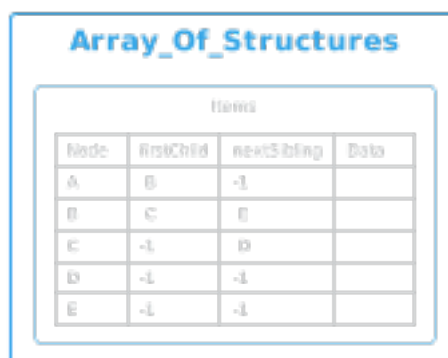 Array_Of_Structures
Items
Node firstChild nextSibling Data
A B -1
B C E
C -1 D
D -1 -1
E -1 -1